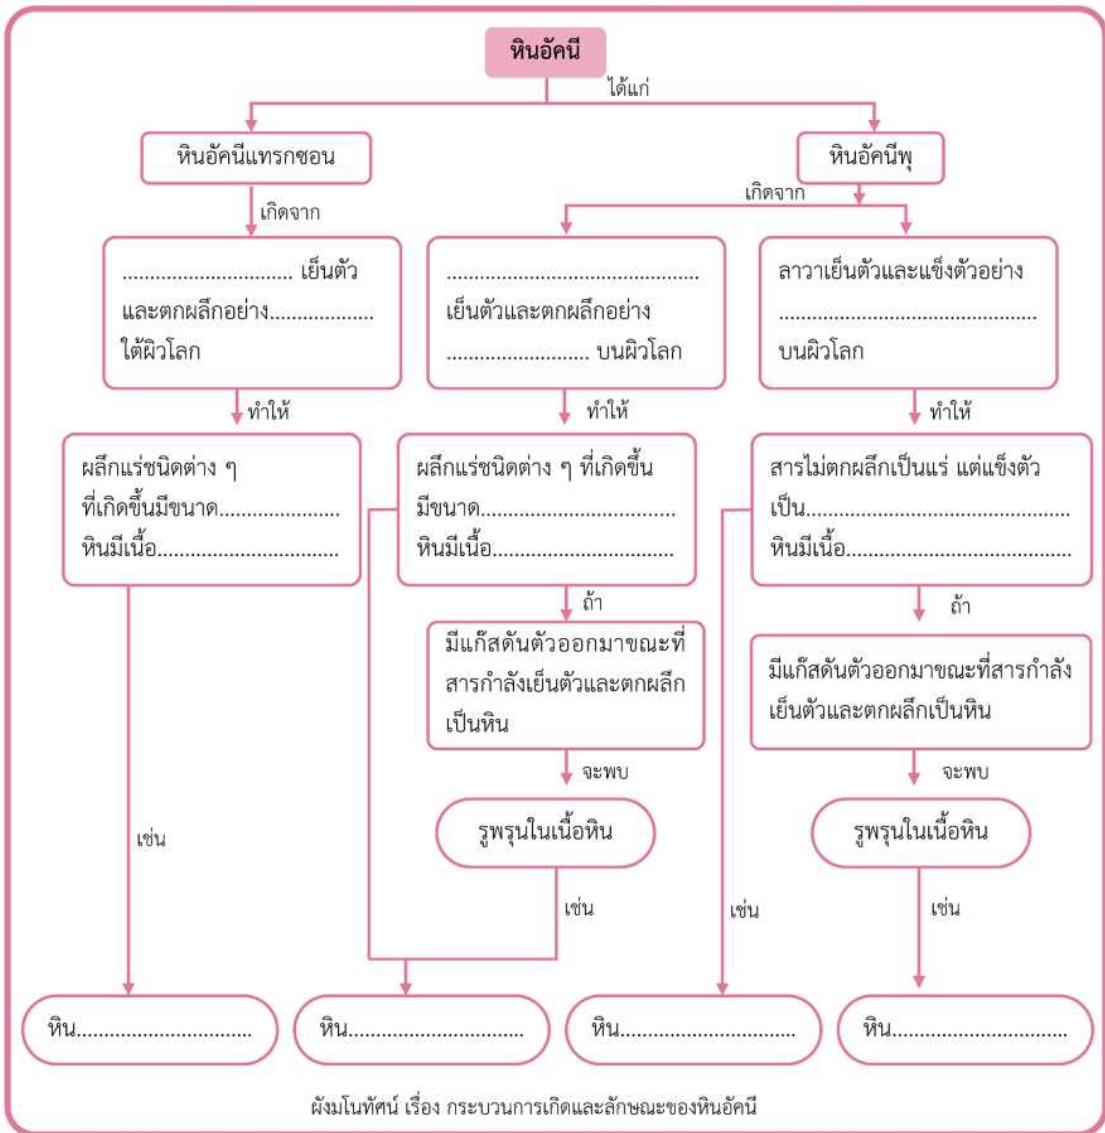 หินอัคนี
ได้แก่
หินอัคนีแทรกซอน
หินอัคนีพุ
เกิดจาก
เกิดจาก
............................... เย็นตัว
และตกผลึกอย่าง...................
ใต้ผิวโลก
..............................................
เย็นตัวและตกผลึกอย่าง
.......................... บนผิวโลก
ลาวาเย็นตัวและแข็งตัวอย่าง
...............................................
บนผิวโลก
ทำให้
ทำให้
ทำให้
ผลึกแร่ชนิดต่าง ๆ
ที่เกิดขึ้นมีขนาด......................
หินมีเนื้อ.................................
ผลึกแร่ชนิดต่าง ๆ ที่เกิดขึ้น
มีขนาด...................................
หินมีเนื้อ.................................
สารไม่ตกผลึกเป็นแร่ แต่แข็งตัว
เป็น................................................
หินมีเนื้อ.........................................
ถ้า
ถ้า
มีแก๊สดันตัวออกมาขณะที่
สารกำลังเย็นตัวและตกผลึก
เป็นหิน
มีแก๊สดันตัวออกมาขณะที่สารกำลัง
เย็นตัวและตกผลึกเป็นหิน
จะพบ
จะพบ
รูพรุนในเนื้อหิน
รูพรุนในเนื้อหิน
เช่น
เช่น
เช่น
เช่น
หิน................................
หิน................................
หิน................................
หิน................................
ผังมโนทัศน์ เรื่อง กระบวนการเกิดและลักษณะของหินอัคนี